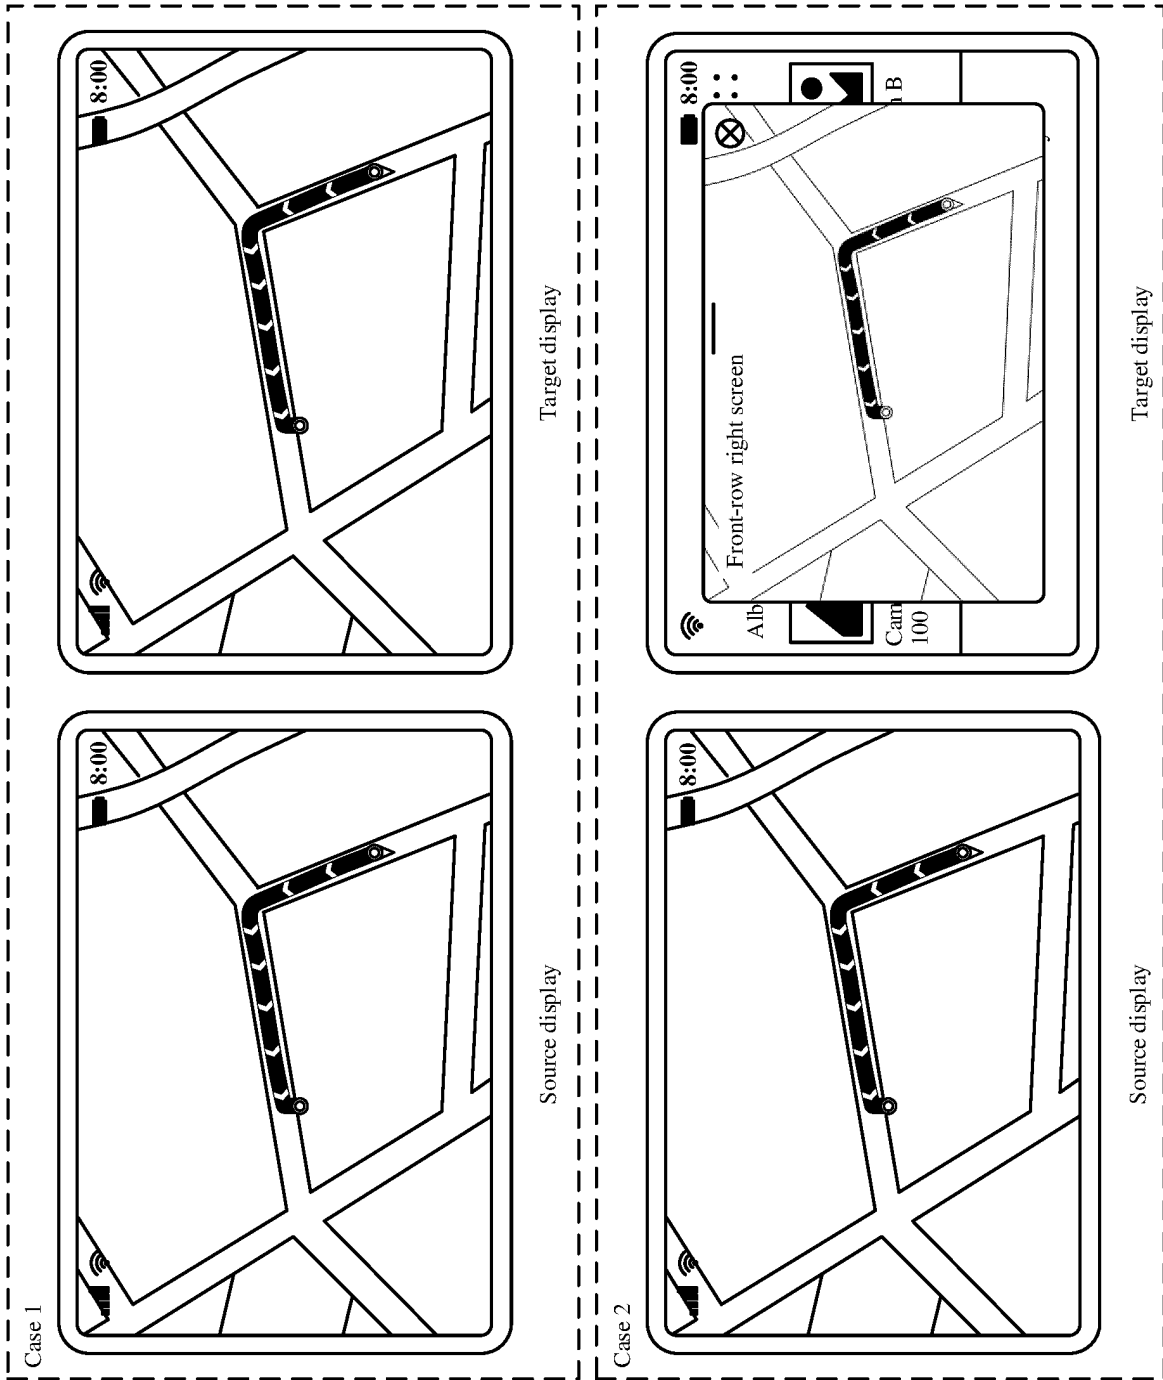 Case 1
8:00
8:00
Source display
Target display
Case 2
8:00
8:00
Front-row right screen
Alb
n B
Cam
100
Source display
Target display